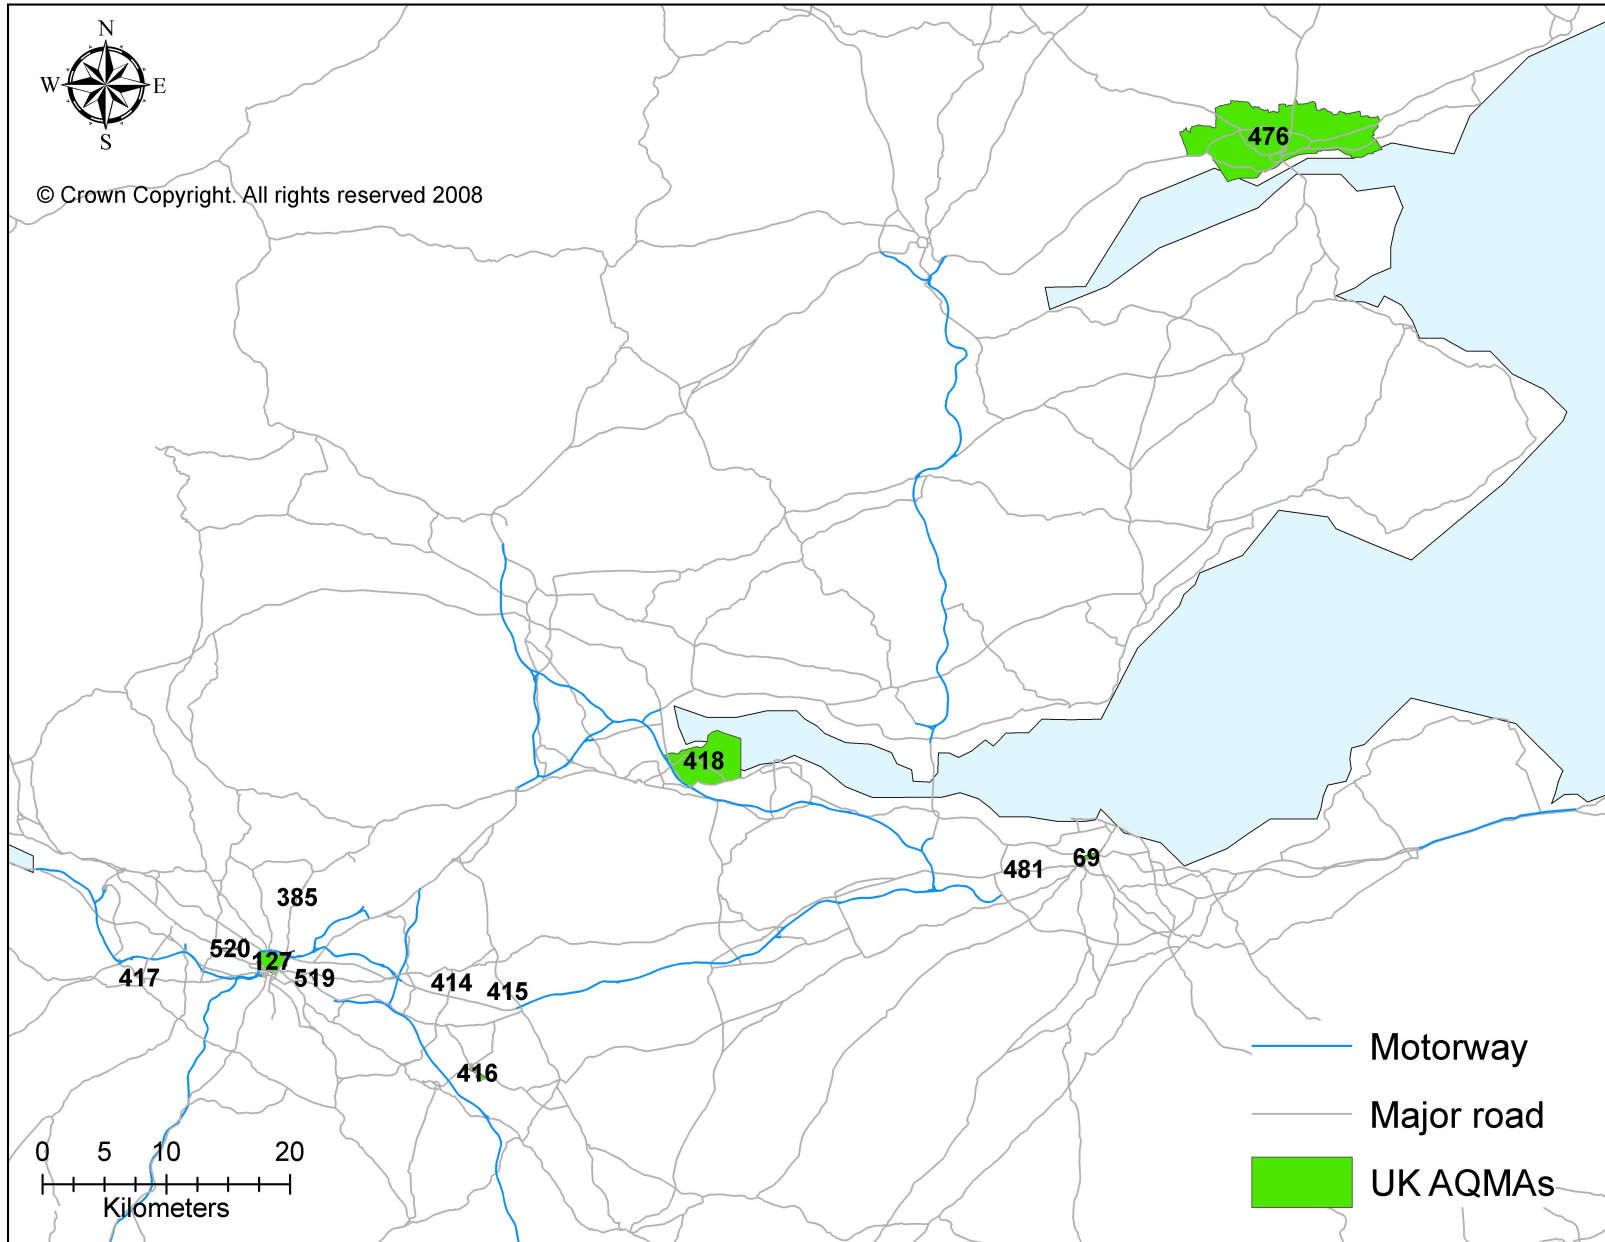 N
W E
S
© Crown Copyright. All rights reserved 2008
476
418
69
481
385
520
127
519
417
414
415
416
Motorway
Major road
UK AQMAs
0 5 10 20
Kilometers